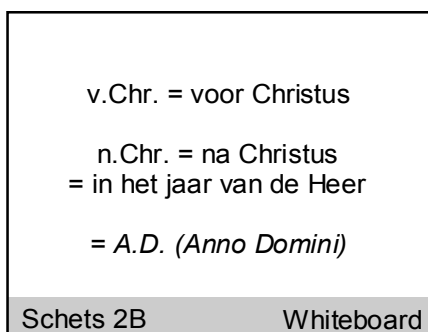 v.Chr. = voor Christus
n.Chr. = na Christus
= in het jaar van de Heer
= A.D. (Anno Domini)
Schets 2B Whiteboard